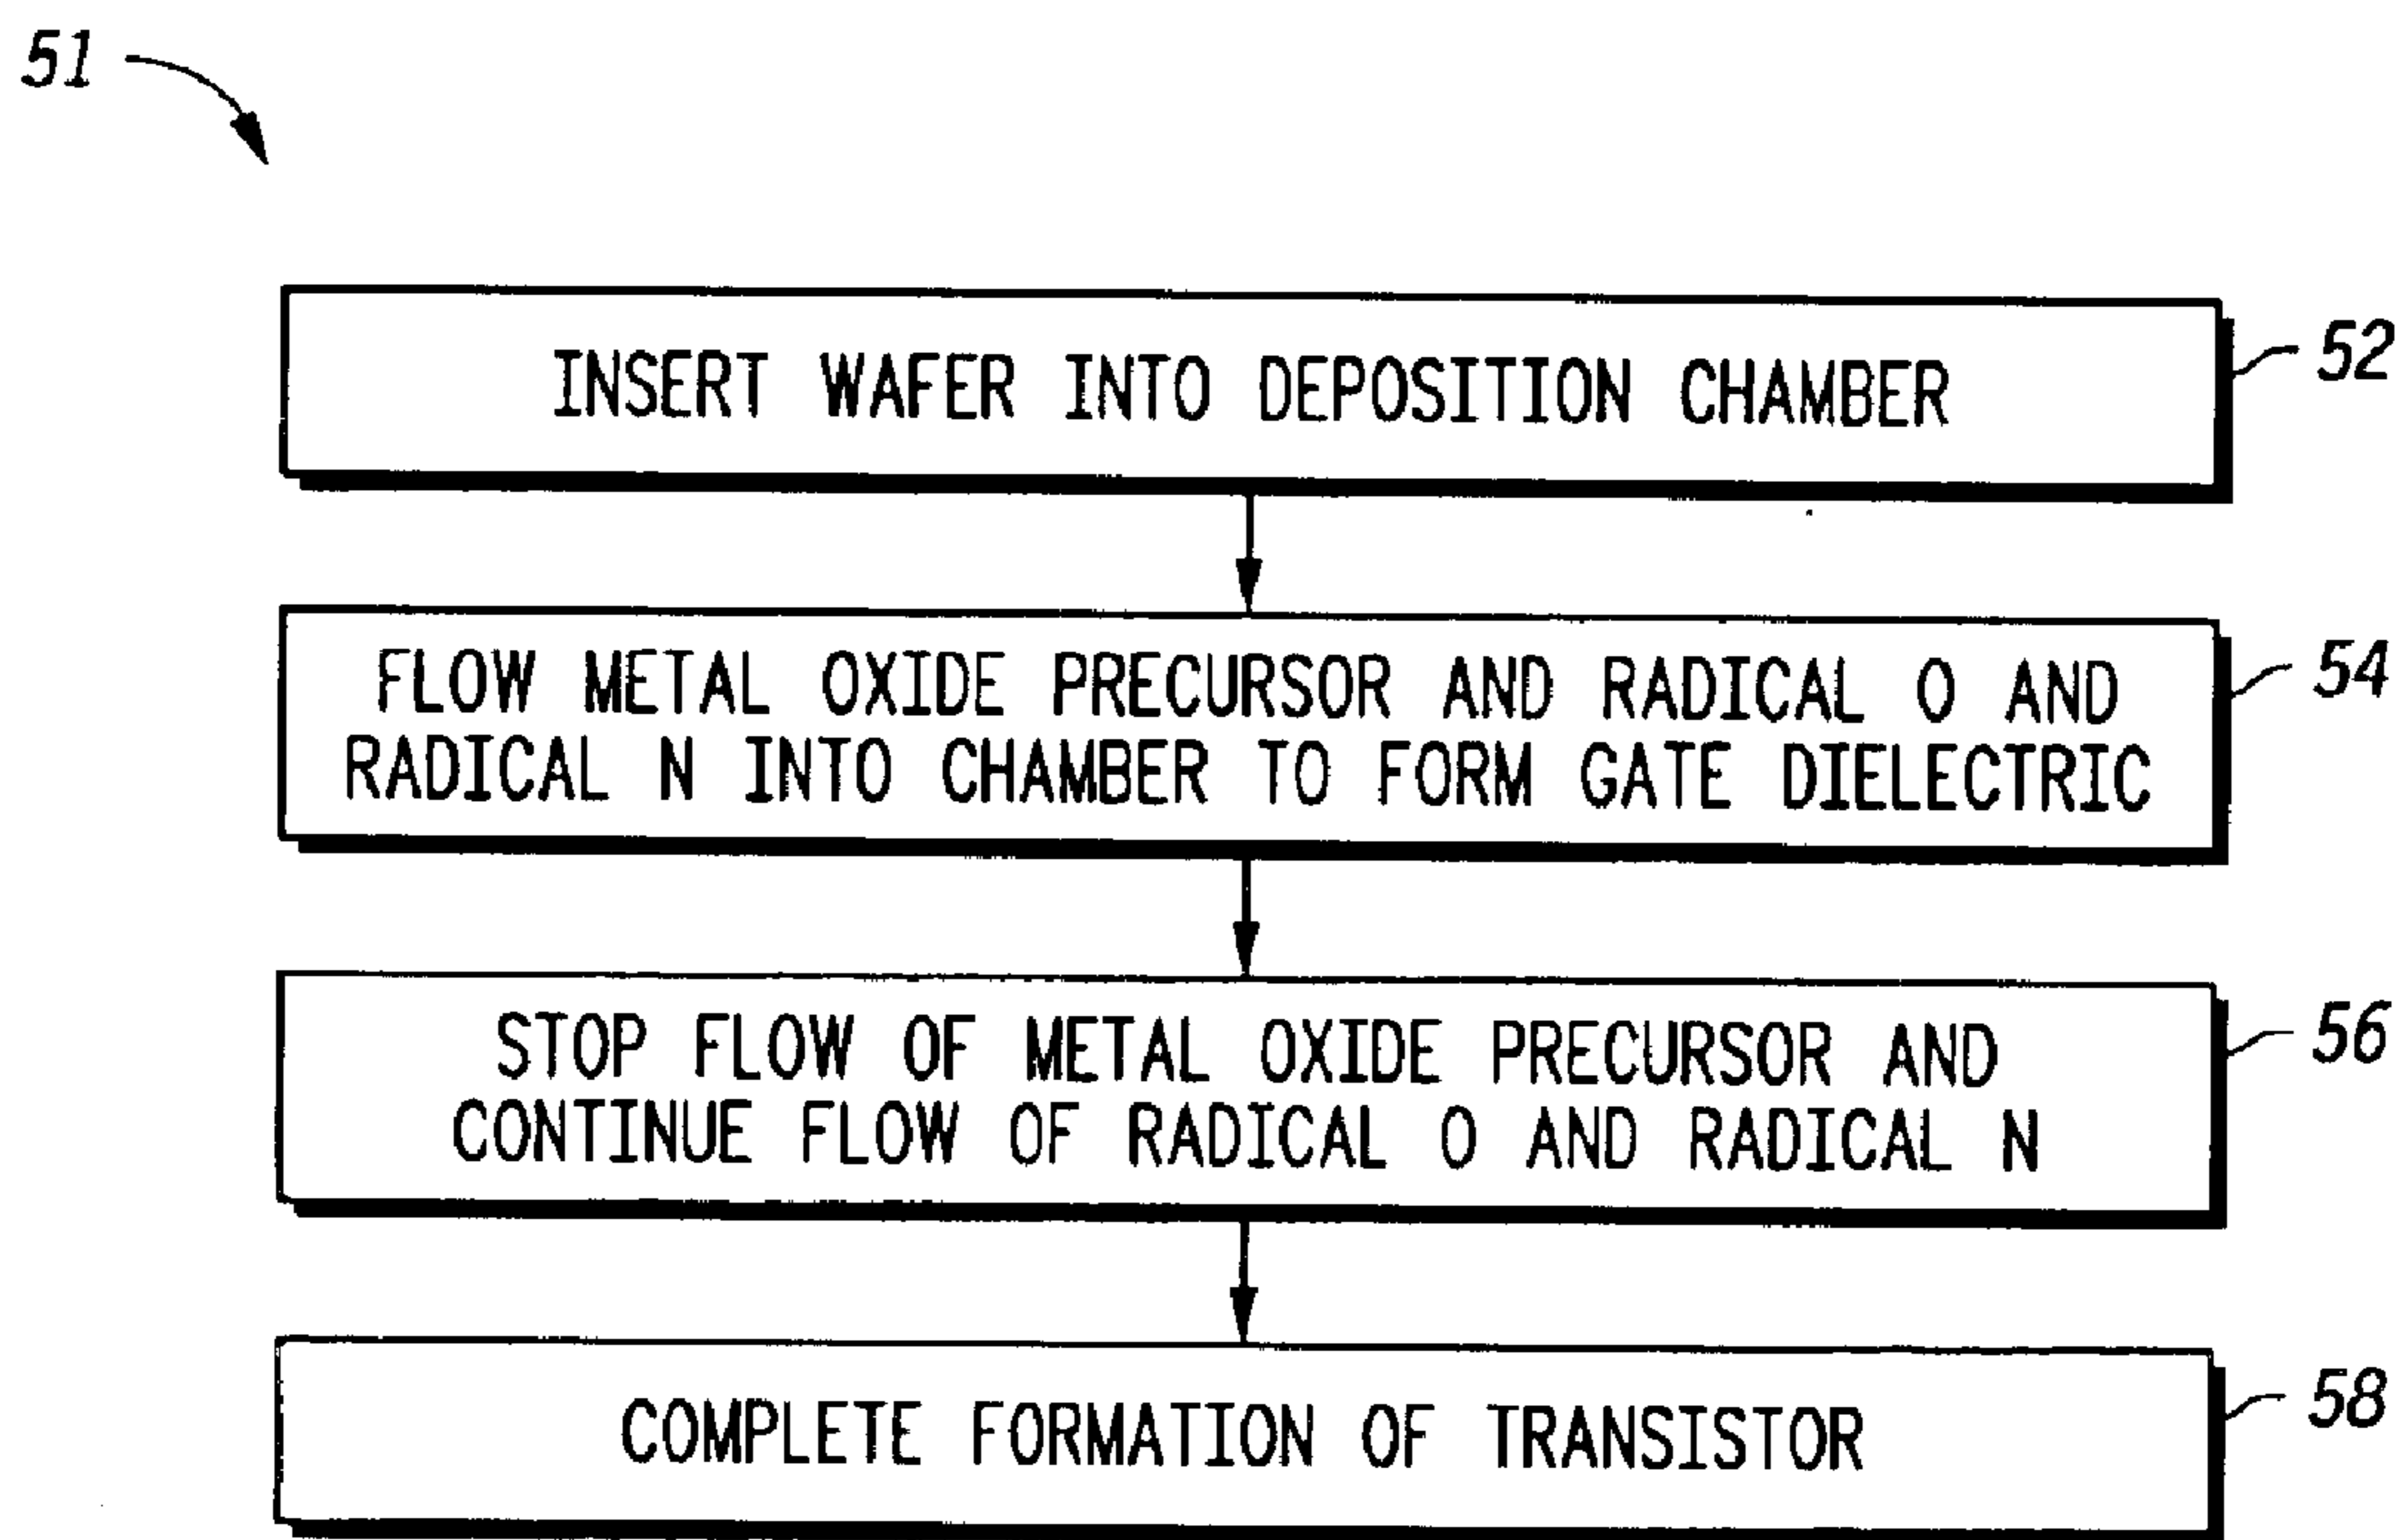 51
INSERT WAFER INTO DEPOSITION CHAMBER
52
FLOW METAL OXIDE PRECURSOR AND RADICAL O AND
RADICAL N INTO CHAMBER TO FORM GATE DIELECTRIC
54
STOP FLOW OF METAL OXIDE PRECURSOR AND
CONTINUE FLOW OF RADICAL O AND RADICAL N
56
COMPLETE FORMATION OF TRANSISTOR
58